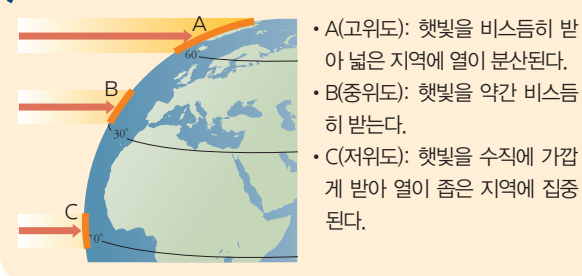 A
60°
B
30°
C
0°
• A(고위도): 햇빛을 비스듬히 받
아 넓은 지역에 열이 분산된다.
• B(중위도): 햇빛을 약간 비스듬
히 받는다.
• C(저위도): 햇빛을 수직에 가깝
게 받아 열이 좁은 지역에 집중
된다.